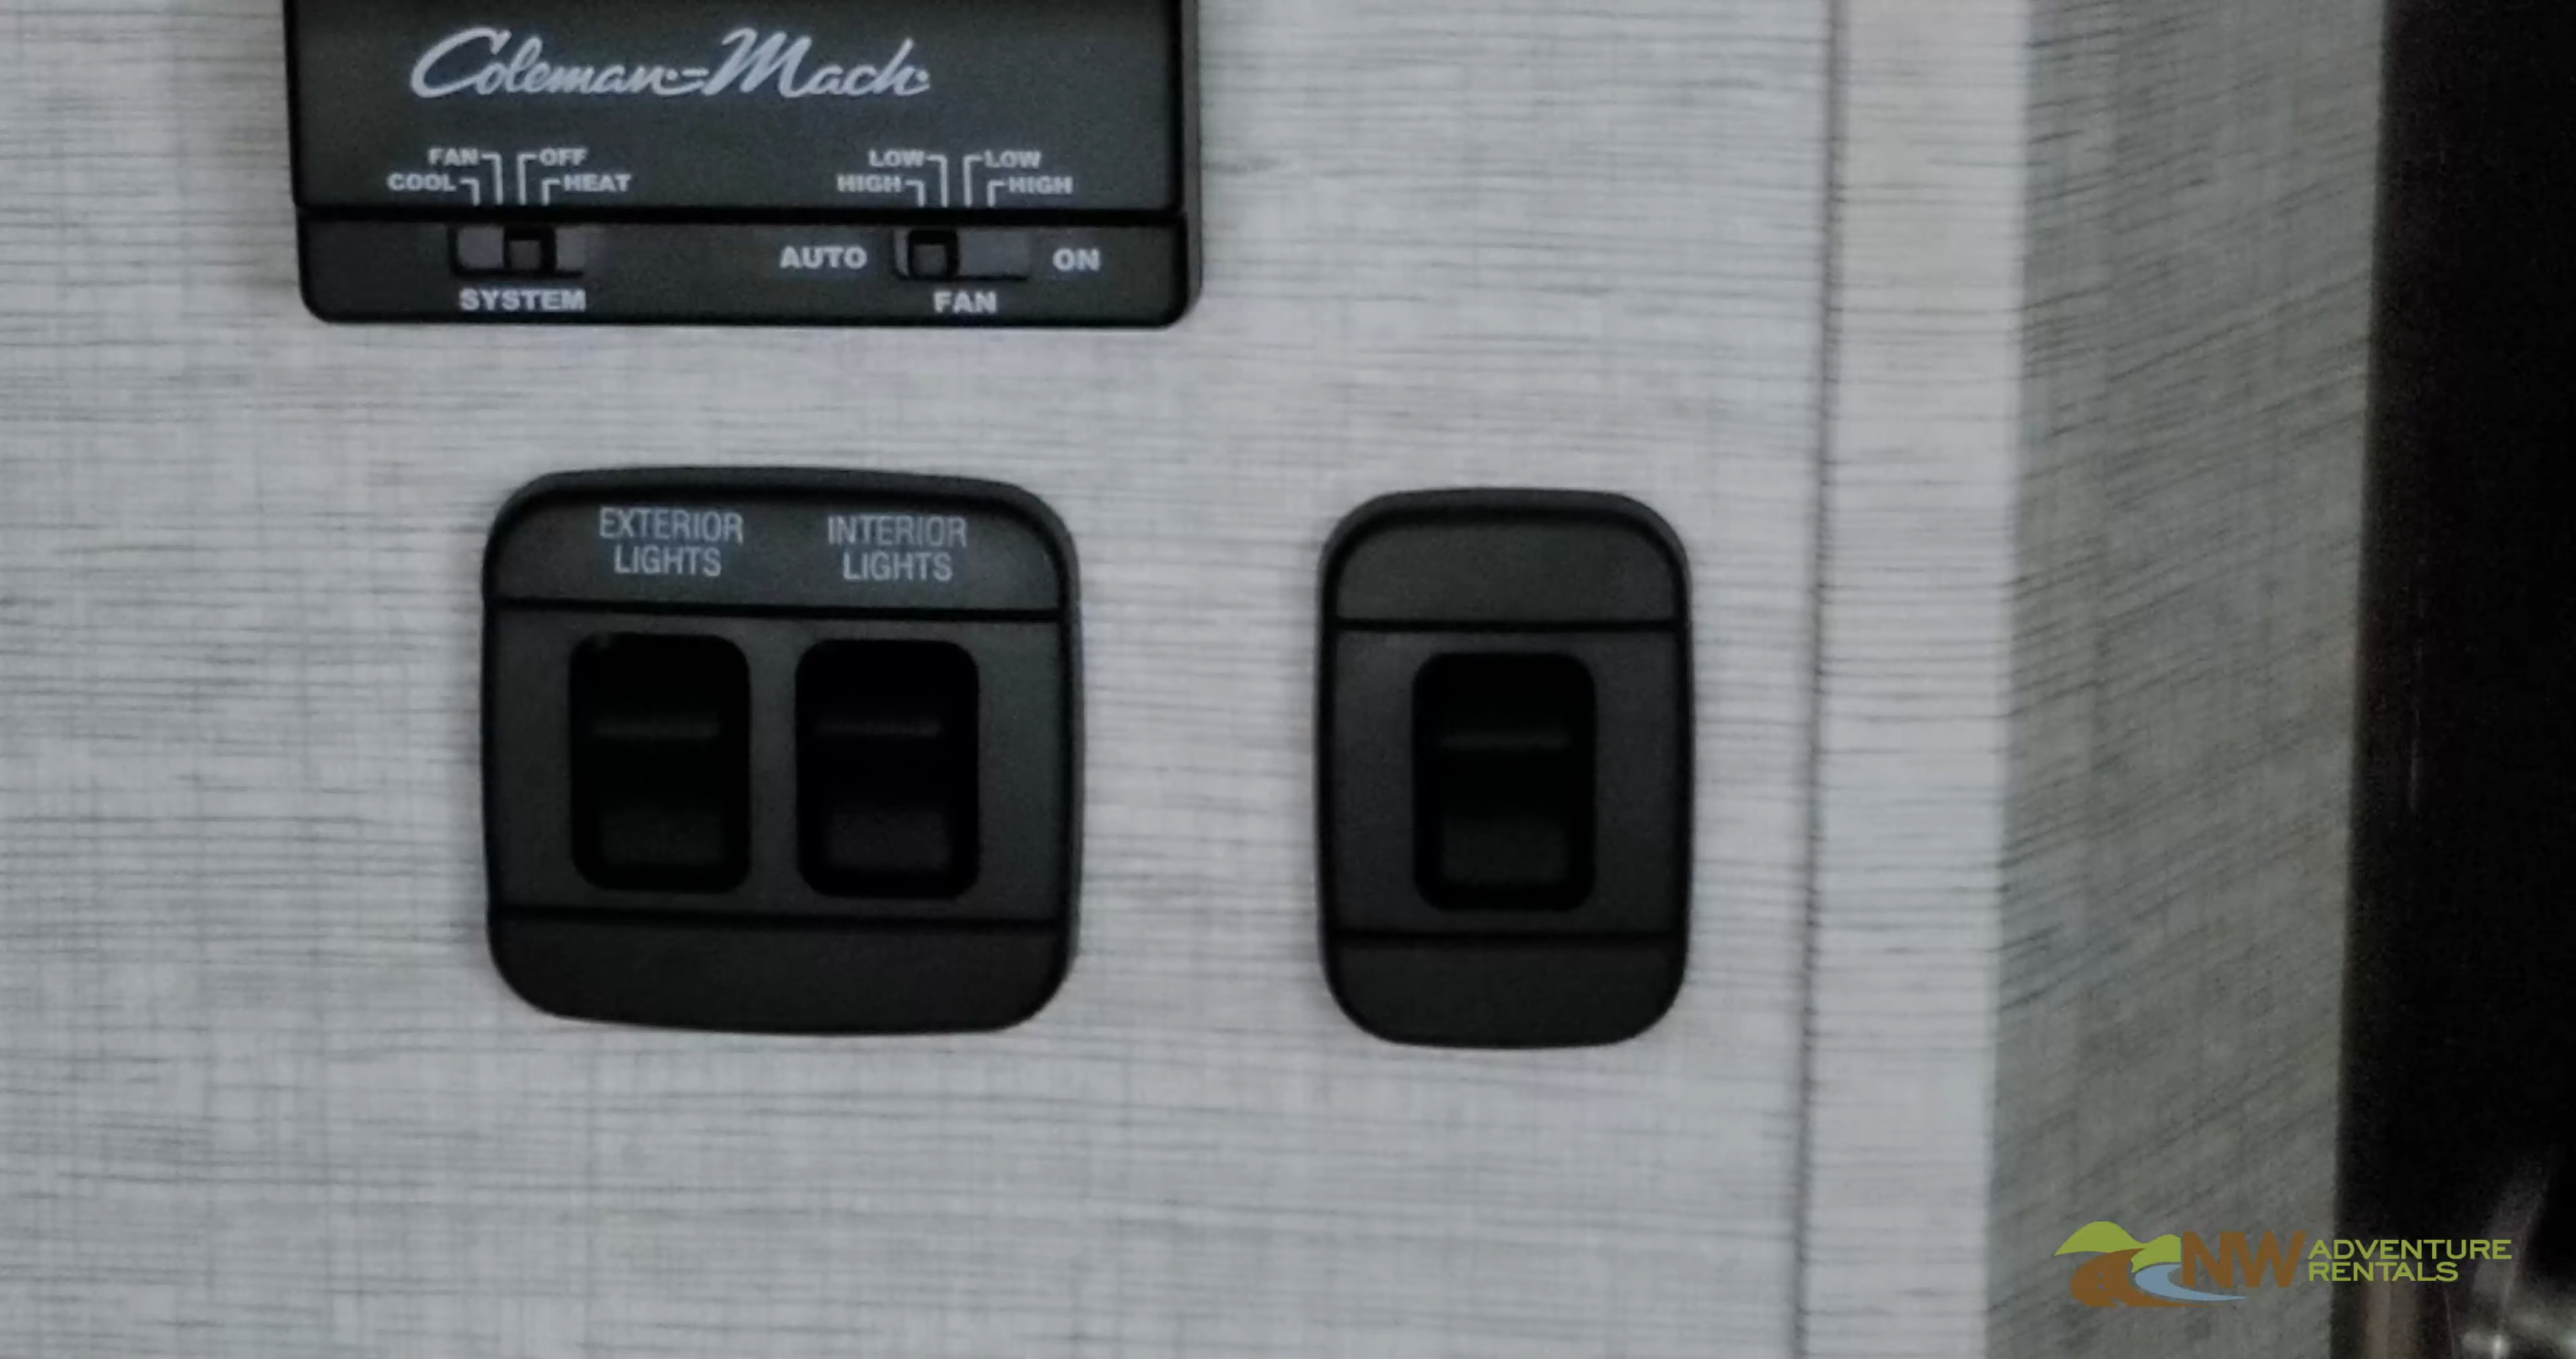 Coleman-Mach
FAN OFF
COOL HEAT
LOW LOW
HIGH HIGH
AUTO ON
SYSTEM
FAN
EXTERIOR
LIGHTS
INTERIOR
LIGHTS
NW ADVENTURE
RENTALS